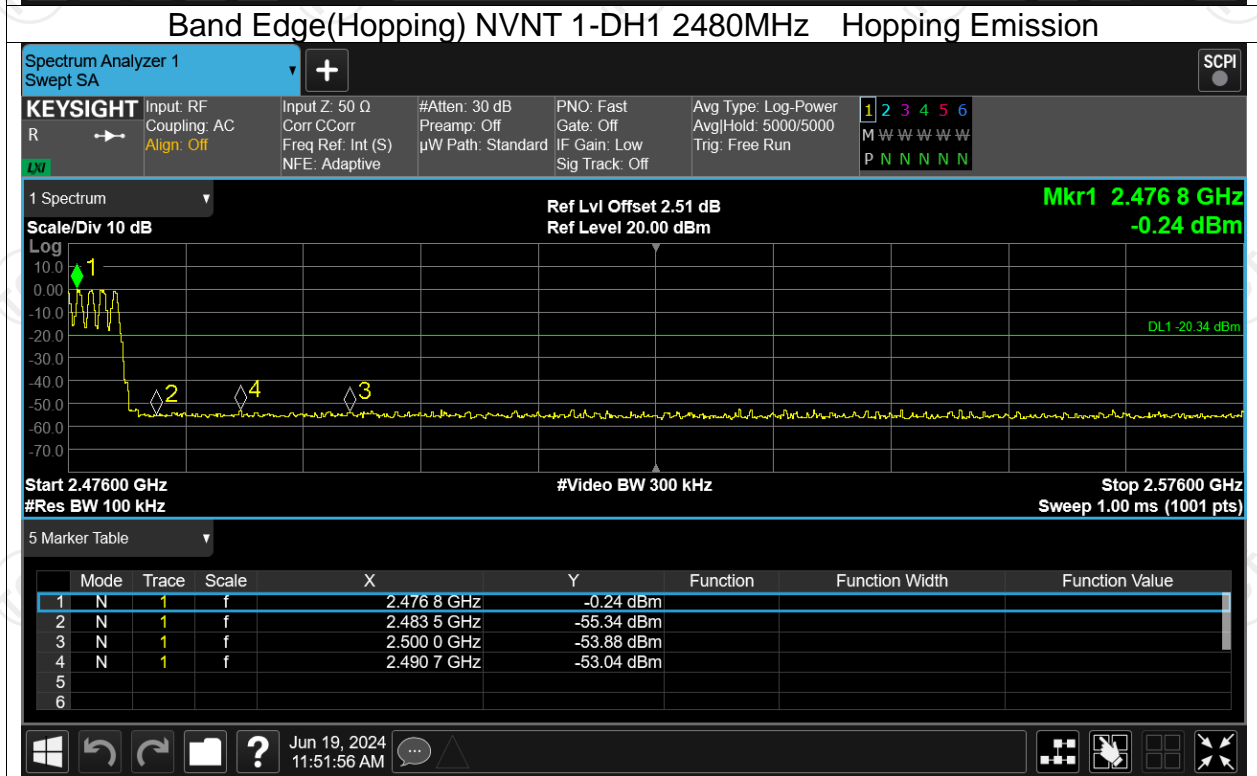 Band Edge(Hopping) NVNT 1-DH1 2480MHz Hopping Emission
Spectrum Analyzer 1
Swept SA
▼
+
SCPI
KEYSIGHT Input: RF Input Z: 50 Ω #Atten: 30 dB PNO: Fast Avg Type: Log-Power 1 2 3 4 5 6
R Coupling: AC Corr CCorr Preamp: Off Gate: Off Avg|Hold: 5000/5000 M W W W W W
Align: Off Freq Ref: Int (S) µW Path: Standard IF Gain: Low Trig: Free Run P N N N N N
LXI NFE: Adaptive Sig Track: Off
1 Spectrum ▼ Ref Lvl Offset 2.51 dB Mkr1 2.476 8 GHz
Scale/Div 10 dB Ref Level 20.00 dBm -0.24 dBm
Log
10.0 1
0.00
-10.0
-20.0 DL1 -20.34 dBm
-30.0
-40.0 2 4 3
-50.0
-60.0
-70.0
Start 2.47600 GHz #Video BW 300 kHz Stop 2.57600 GHz
#Res BW 100 kHz Sweep 1.00 ms (1001 pts)
5 Marker Table ▼
Mode Trace Scale X Y Function Function Width Function Value
1 N 1 f 2.476 8 GHz -0.24 dBm
2 N 1 f 2.483 5 GHz -55.34 dBm
3 N 1 f 2.500 0 GHz -53.88 dBm
4 N 1 f 2.490 7 GHz -53.04 dBm
5
6
? Jun 19, 2024
11:51:56 AM